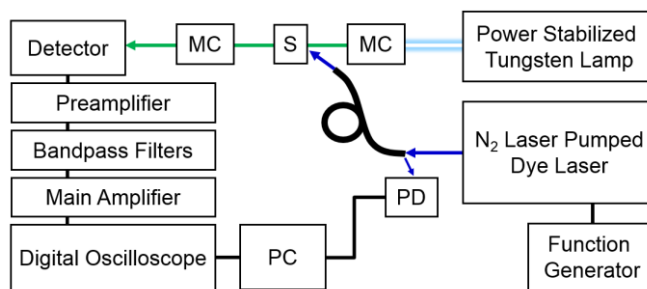 Detector
MC
S
MC
Power Stabilized
Tungsten Lamp
Preamplifier
Bandpass Filters
Main Amplifier
Digital Oscilloscope
PC
PD
N₂ Laser Pumped
Dye Laser
Function
Generator